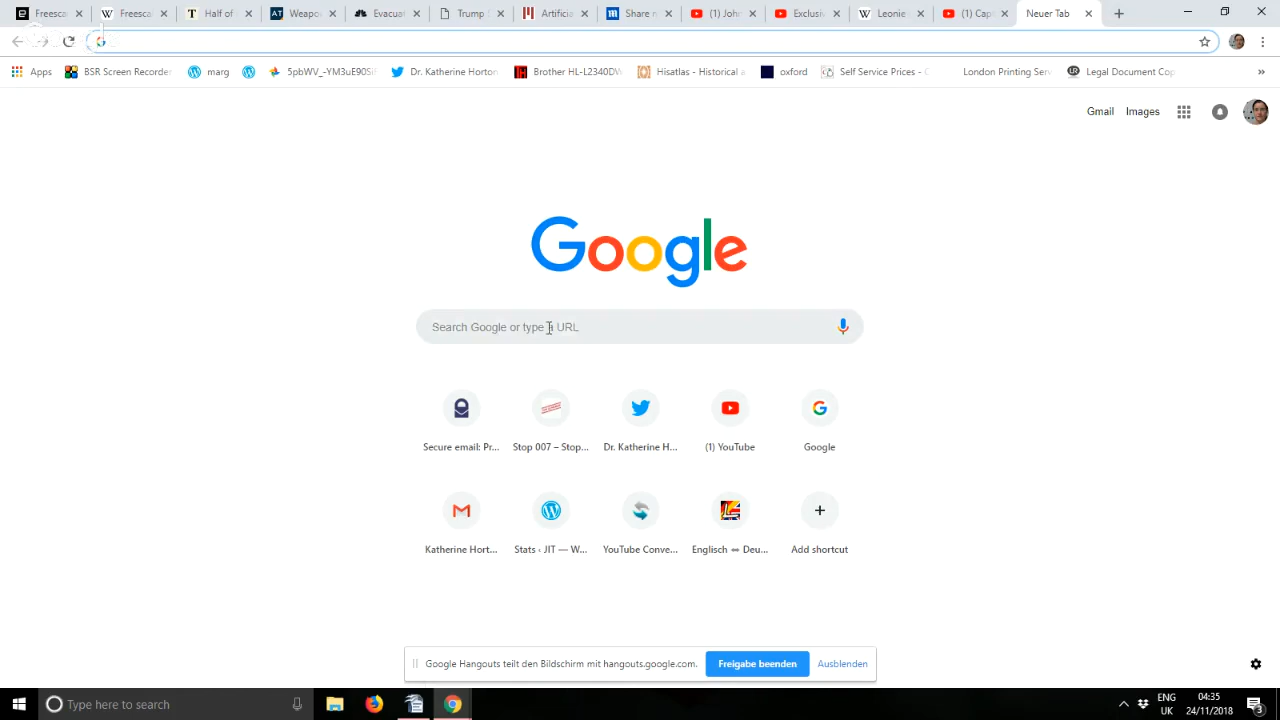 Freesca
Freesca
Half of
Weapo
Evacuat
Trump I
Artificia
Share n
(1) Johr
Exclusiv
Leonie
(1) Cap
Neuer Tab
Apps
BSR Screen Recorder
marg
5pbWV_-YM3uE90SiF
Dr. Katherine Horton
Brother HL-L2340DW
Hisatlas - Historical a
oxford
Self Service Prices - C
London Printing Serv
Legal Document Cop
»
Gmail
Images
Google
Search Google or type a URL
Secure email: Pr...
Stop 007 – Stop...
Dr. Katherine H...
(1) YouTube
Google
Katherine Hort...
Stats ‹ JIT — W...
YouTube Conve...
Englisch ⇔ Deu...
Add shortcut
Google Hangouts teilt den Bildschirm mit hangouts.google.com.
Freigabe beenden
Ausblenden
Type here to search
ENG
UK
04:35
24/11/2018
3